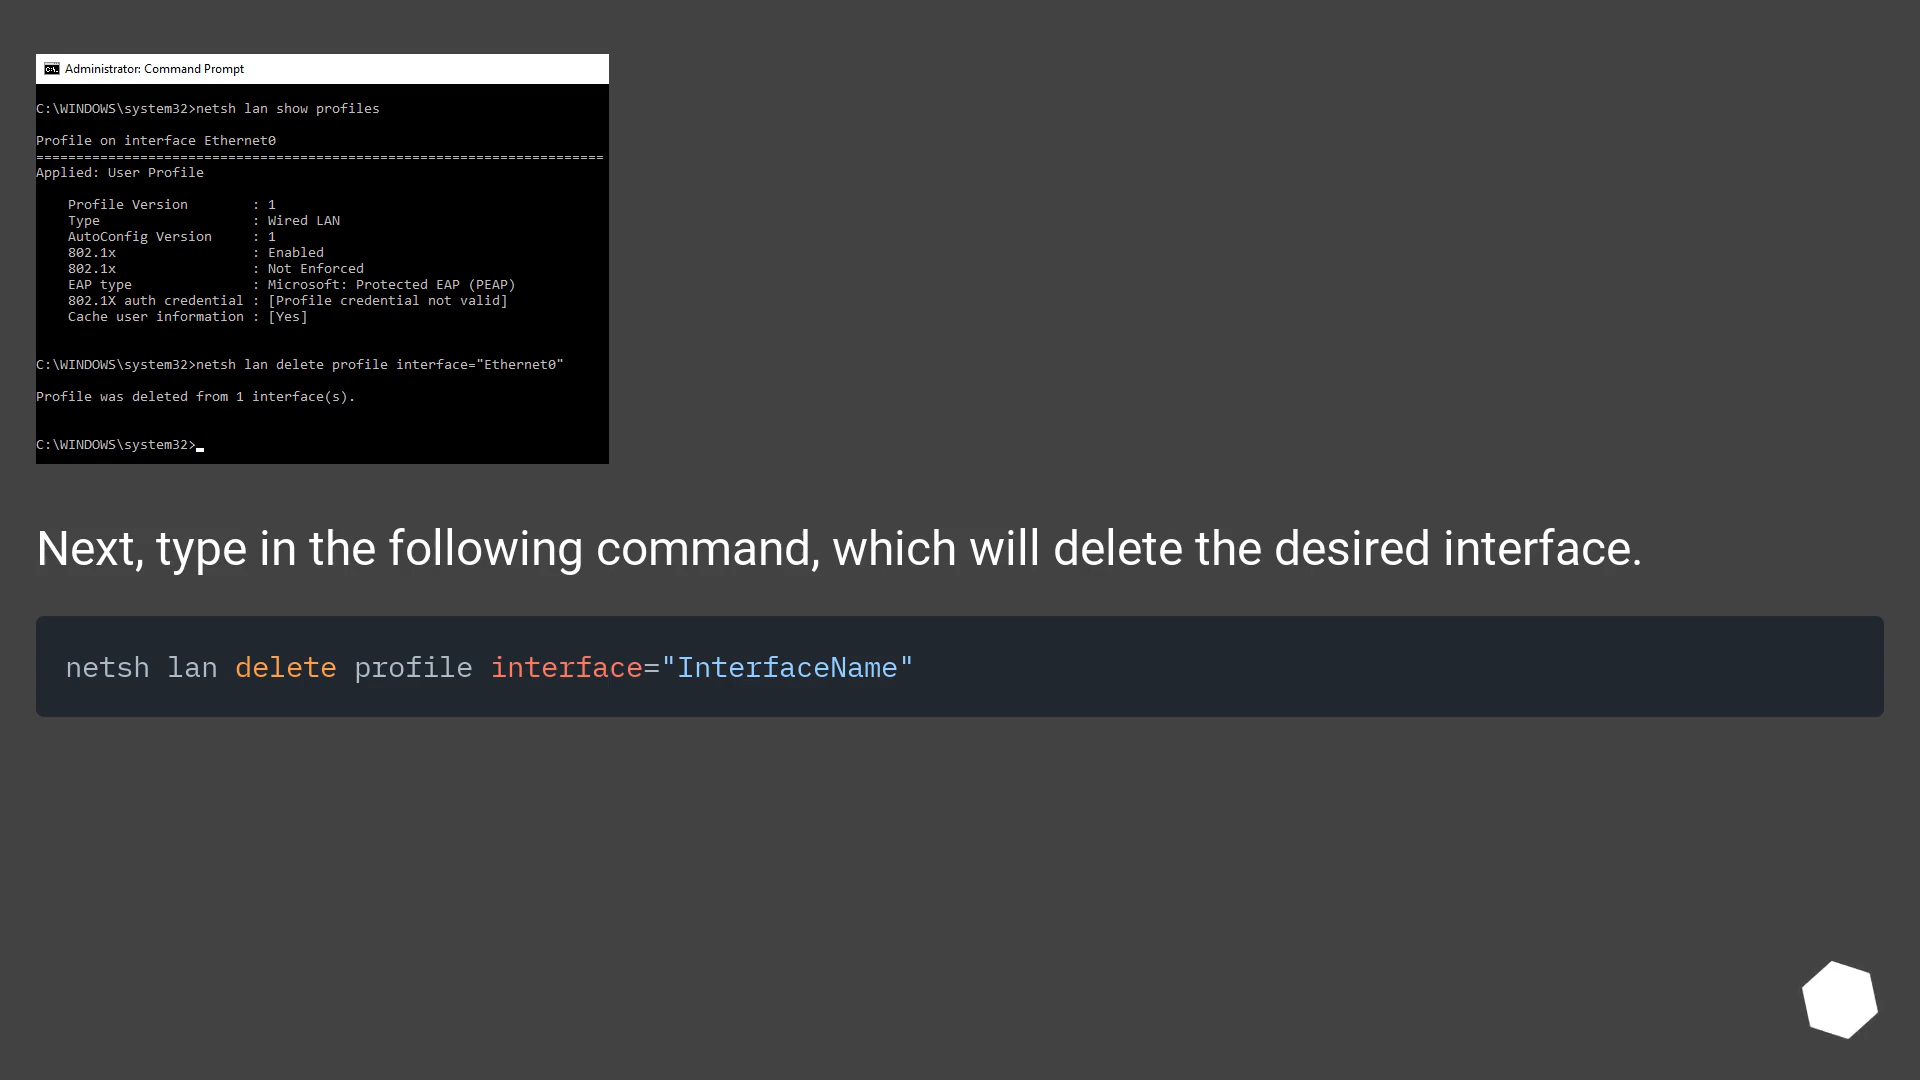 Administrator: Command Prompt
C:\WINDOWS\system32>netsh lan show profiles
Profile on interface Ethernet0
=======================================================================
Applied: User Profile
Profile Version        : 1
Type                   : Wired LAN
AutoConfig Version     : 1
802.1x                 : Enabled
802.1x                 : Not Enforced
EAP type               : Microsoft: Protected EAP (PEAP)
802.1X auth credential : [Profile credential not valid]
Cache user information : [Yes]
C:\WINDOWS\system32>netsh lan delete profile interface="Ethernet0"
Profile was deleted from 1 interface(s).
C:\WINDOWS\system32>
Next, type in the following command, which will delete the desired interface.
netsh lan delete profile interface="InterfaceName"